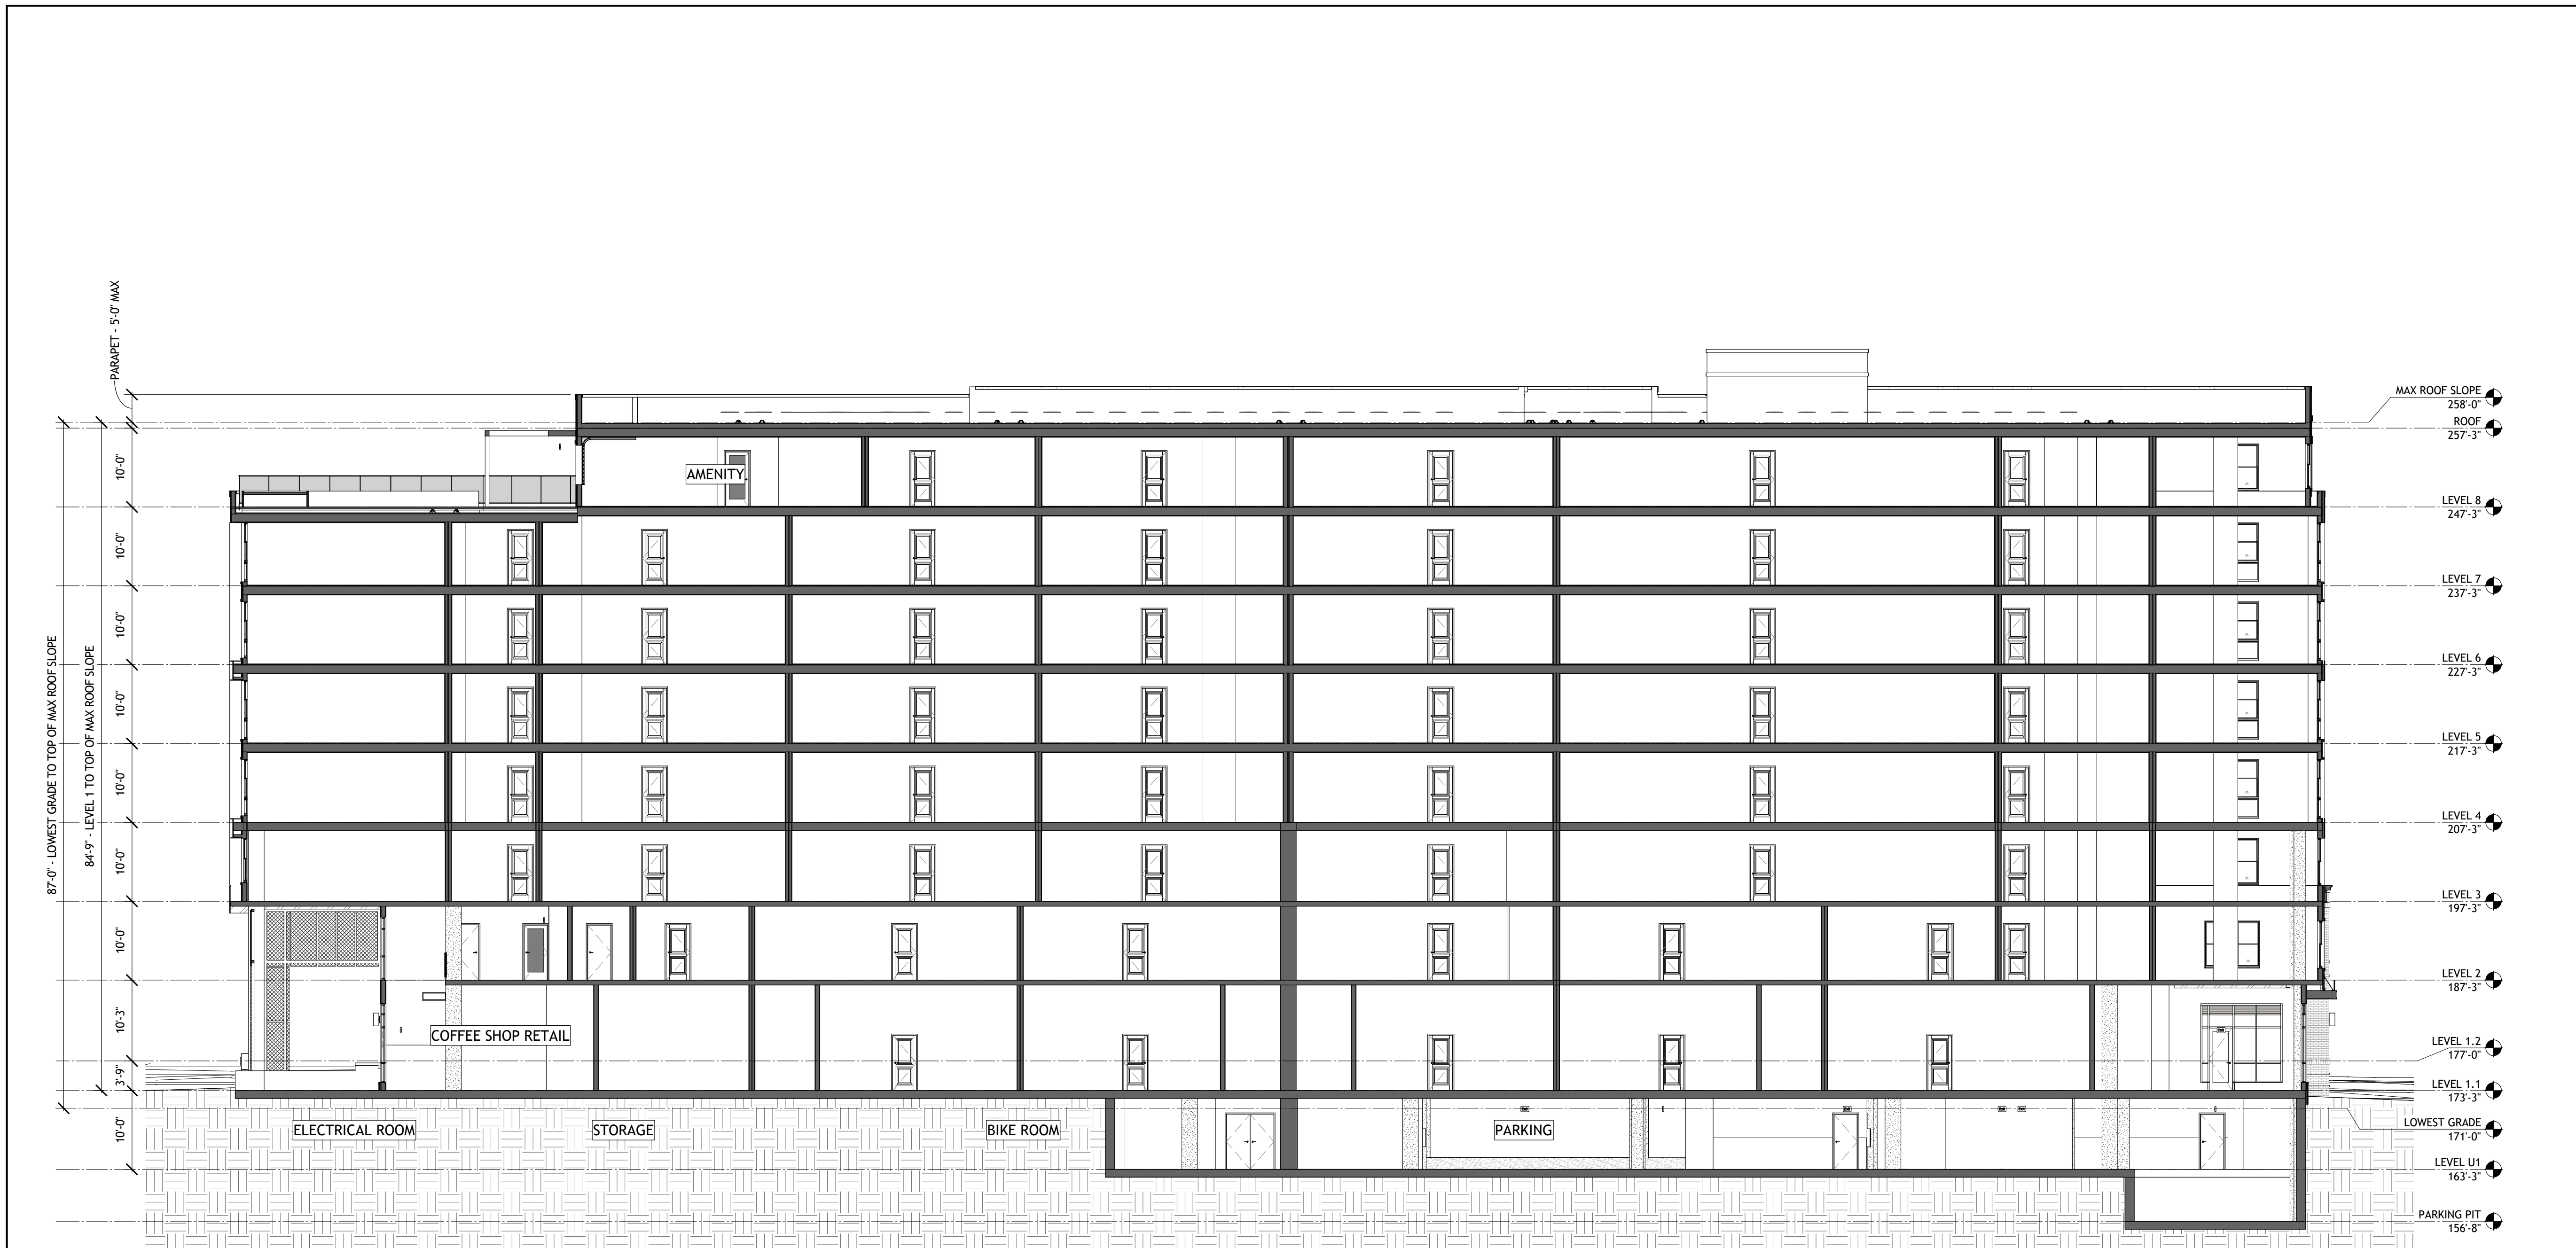 PARAPET - 5'-0" MAX
87'-0" - LOWEST GRADE TO TOP OF MAX ROOF SLOPE
84'-9" - LEVEL 1 TO TOP OF MAX ROOF SLOPE
10'-0"
10'-0"
10'-0"
10'-0"
10'-0"
10'-0"
10'-0"
10'-3"
3'-9"
10'-0"
AMENITY
COFFEE SHOP RETAIL
ELECTRICAL ROOM
STORAGE
BIKE ROOM
PARKING
MAX ROOF SLOPE
258'-0"
ROOF
257'-3"
LEVEL 8
247'-3"
LEVEL 7
237'-3"
LEVEL 6
227'-3"
LEVEL 5
217'-3"
LEVEL 4
207'-3"
LEVEL 3
197'-3"
LEVEL 2
187'-3"
LEVEL 1.2
177'-0"
LEVEL 1.1
173'-3"
LOWEST GRADE
171'-0"
LEVEL U1
163'-3"
PARKING PIT
156'-8"